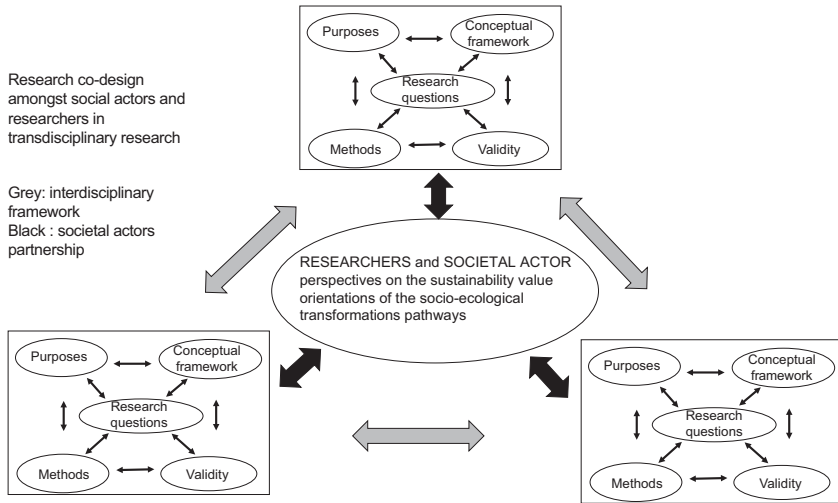 Purposes
Conceptual
framework
Research
questions
Methods
Validity
Research co-design
amongst social actors and
researchers in
transdisciplinary research
Grey: interdisciplinary
framework
Black : societal actors
partnership
RESEARCHERS and SOCIETAL ACTOR
perspectives on the sustainability value
orientations of the socio-ecological
transformations pathways
Purposes
Conceptual
framework
Research
questions
Methods
Validity
Purposes
Conceptual
framework
Research
questions
Methods
Validity